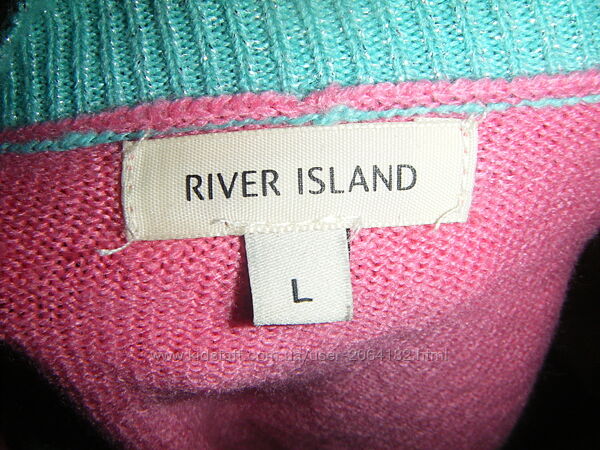 RIVER ISLAND
L
www.kidstaff.com.ua/user-2064182.html